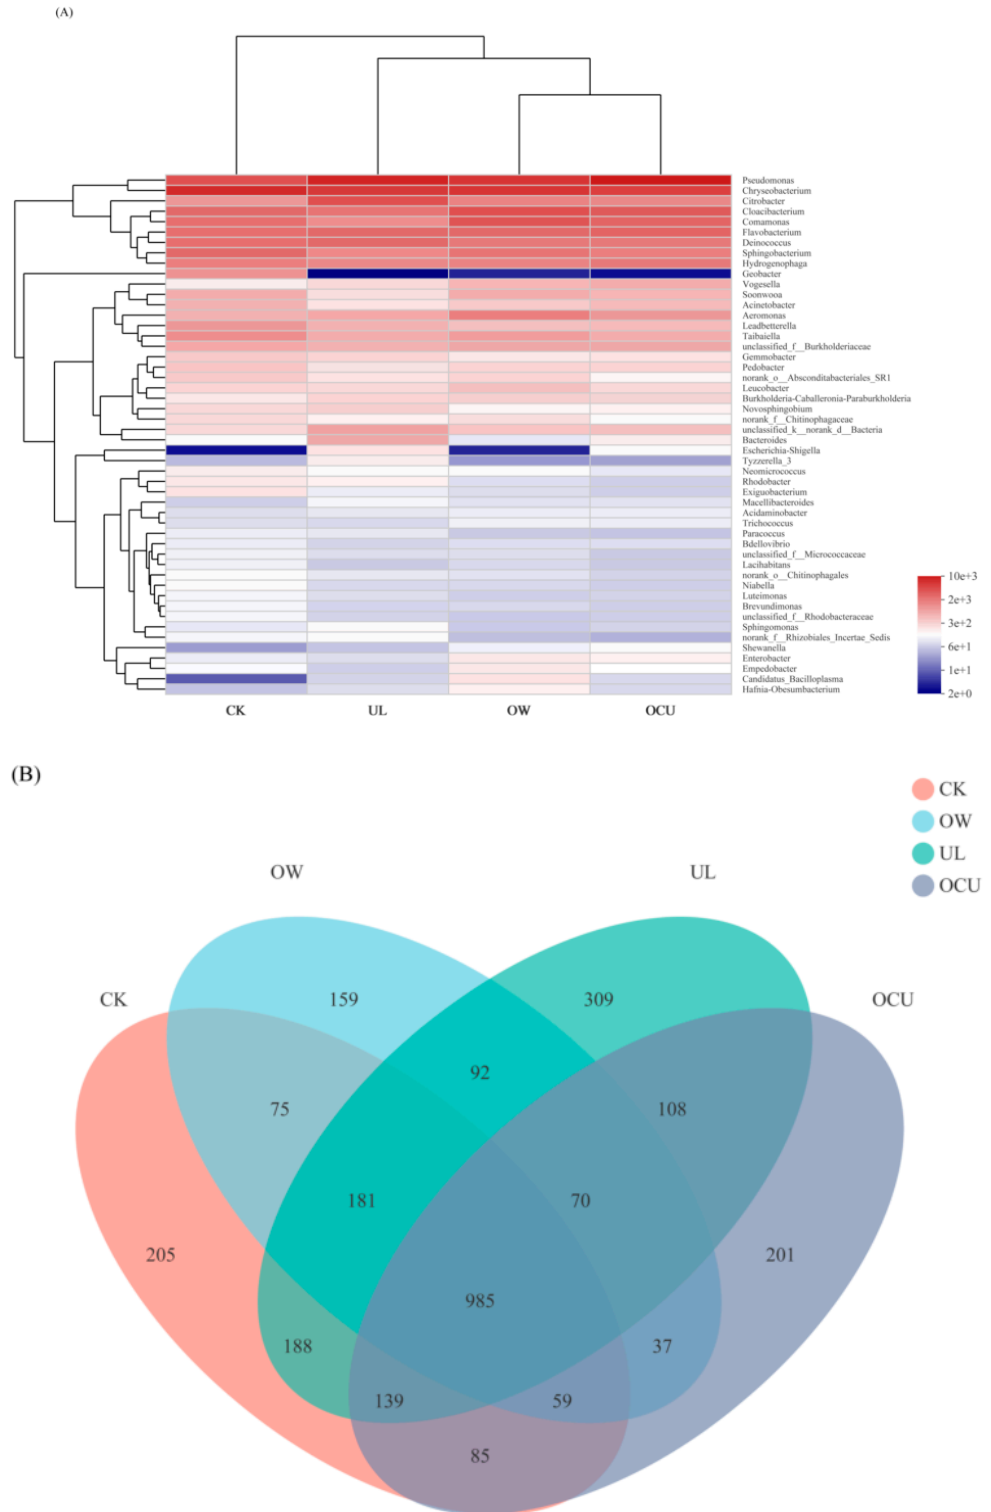 (A)
Pseudomonas
Chryseobacterium
Citrobacter
Cloacibacterium
Comamonas
Flavobacterium
Deinococcus
Sphingobacterium
Hydrogenophaga
Geobacter
Vogesella
Soonwooa
Acinetobacter
Aeromonas
Leadbetterella
Taibaiella
unclassified_f__Burkholderiaceae
Gemmobacter
Pedobacter
norank_o__Absconditabacteriales_SR1
Leucobacter
Burkholderia-Caballeronia-Paraburkholderia
Novosphingobium
norank_f__Chitinophagaceae
unclassified_k__norank_d__Bacteria
Bacteroides
Escherichia-Shigella
Tyzzerella_3
Neomicrococcus
Rhodobacter
Exiguobacterium
Macellibacteroides
Acidaminobacter
Trichococcus
Paracoccus
Bdellovibrio
unclassified_f__Micrococcaceae
Lacihabitans
norank_o__Chitinophagales
Niabella
Luteimonas
Brevundimonas
unclassified_f__Rhodobacteraceae
Sphingomonas
norank_f__Rhizobiales_Incertae_Sedis
Shewanella
Enterobacter
Empedobacter
Candidatus_Bacilloplasma
Hafnia-Obesumbacterium
10e+3
2e+3
3e+2
6e+1
1e+1
2e+0
CK UL OW OCU
(B)
CK
OW
UL
OCU
OW UL
CK OCU
159 309
92
75 108
181 70
205 201
985
188 37
139 59
85